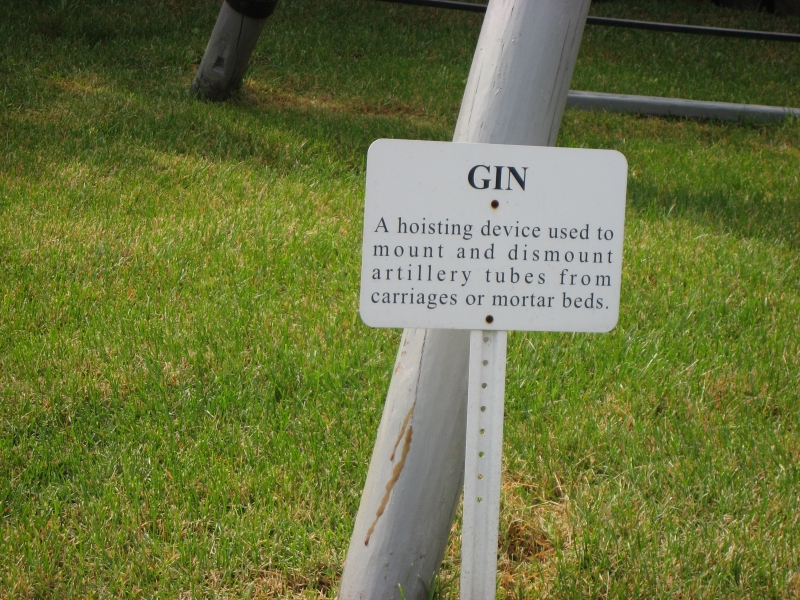 GIN
A hoisting device used to
mount and dismount
artillery tubes from
carriages or mortar beds.